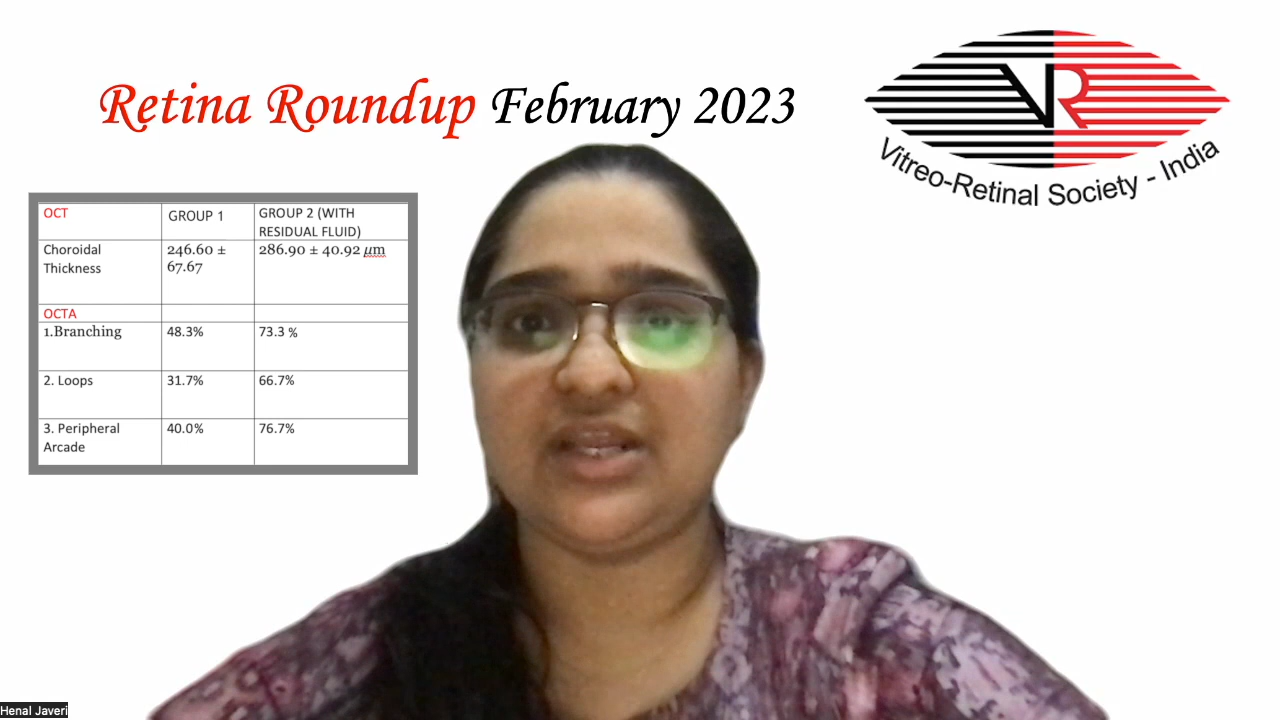 Retina Roundup February 2023
VR
Vitreo-Retinal Society - India
OCT GROUP 1 GROUP 2 (WITH
RESIDUAL FLUID)
Choroidal 246.60 ± 286.90 ± 40.92 µm
Thickness 67.67
OCTA
1.Branching 48.3% 73.3 %
2. Loops 31.7% 66.7%
3. Peripheral 40.0% 76.7%
Arcade
Henal Javeri